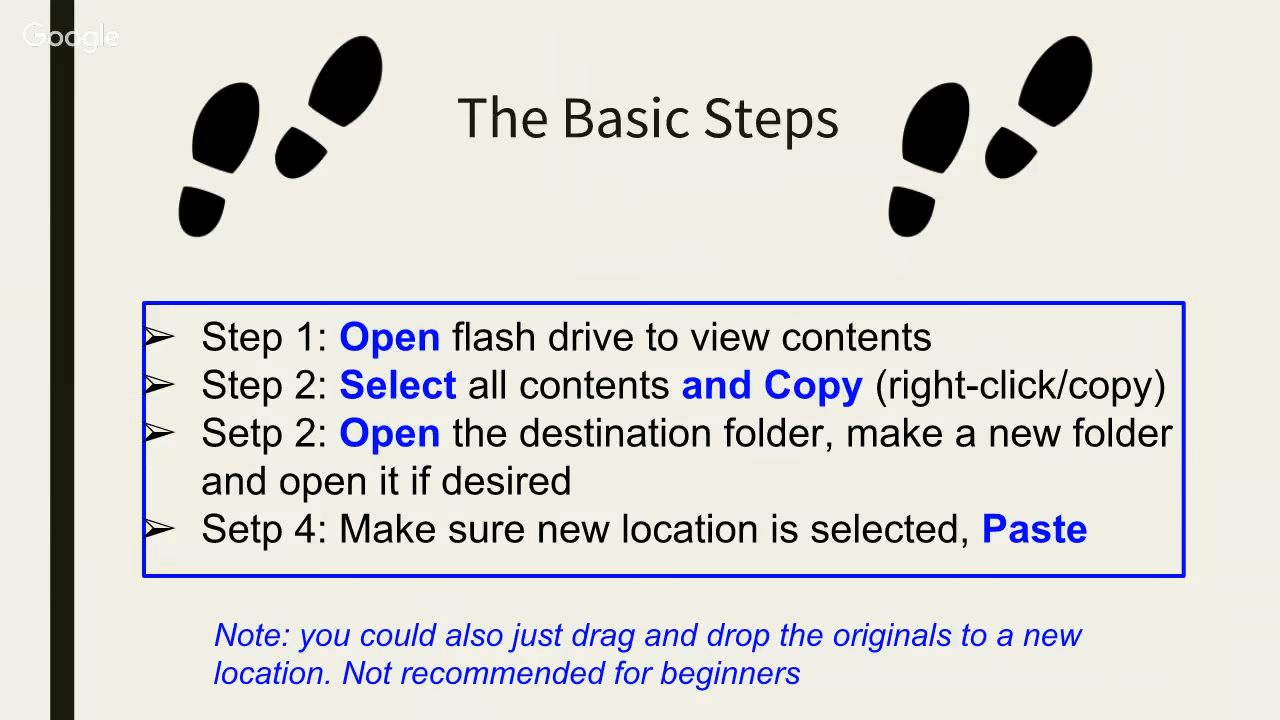 Google
The Basic Steps
➢ Step 1: Open flash drive to view contents
➢ Step 2: Select all contents and Copy (right-click/copy)
➢ Setp 2: Open the destination folder, make a new folder
and open it if desired
➢ Setp 4: Make sure new location is selected, Paste
Note: you could also just drag and drop the originals to a new
location. Not recommended for beginners